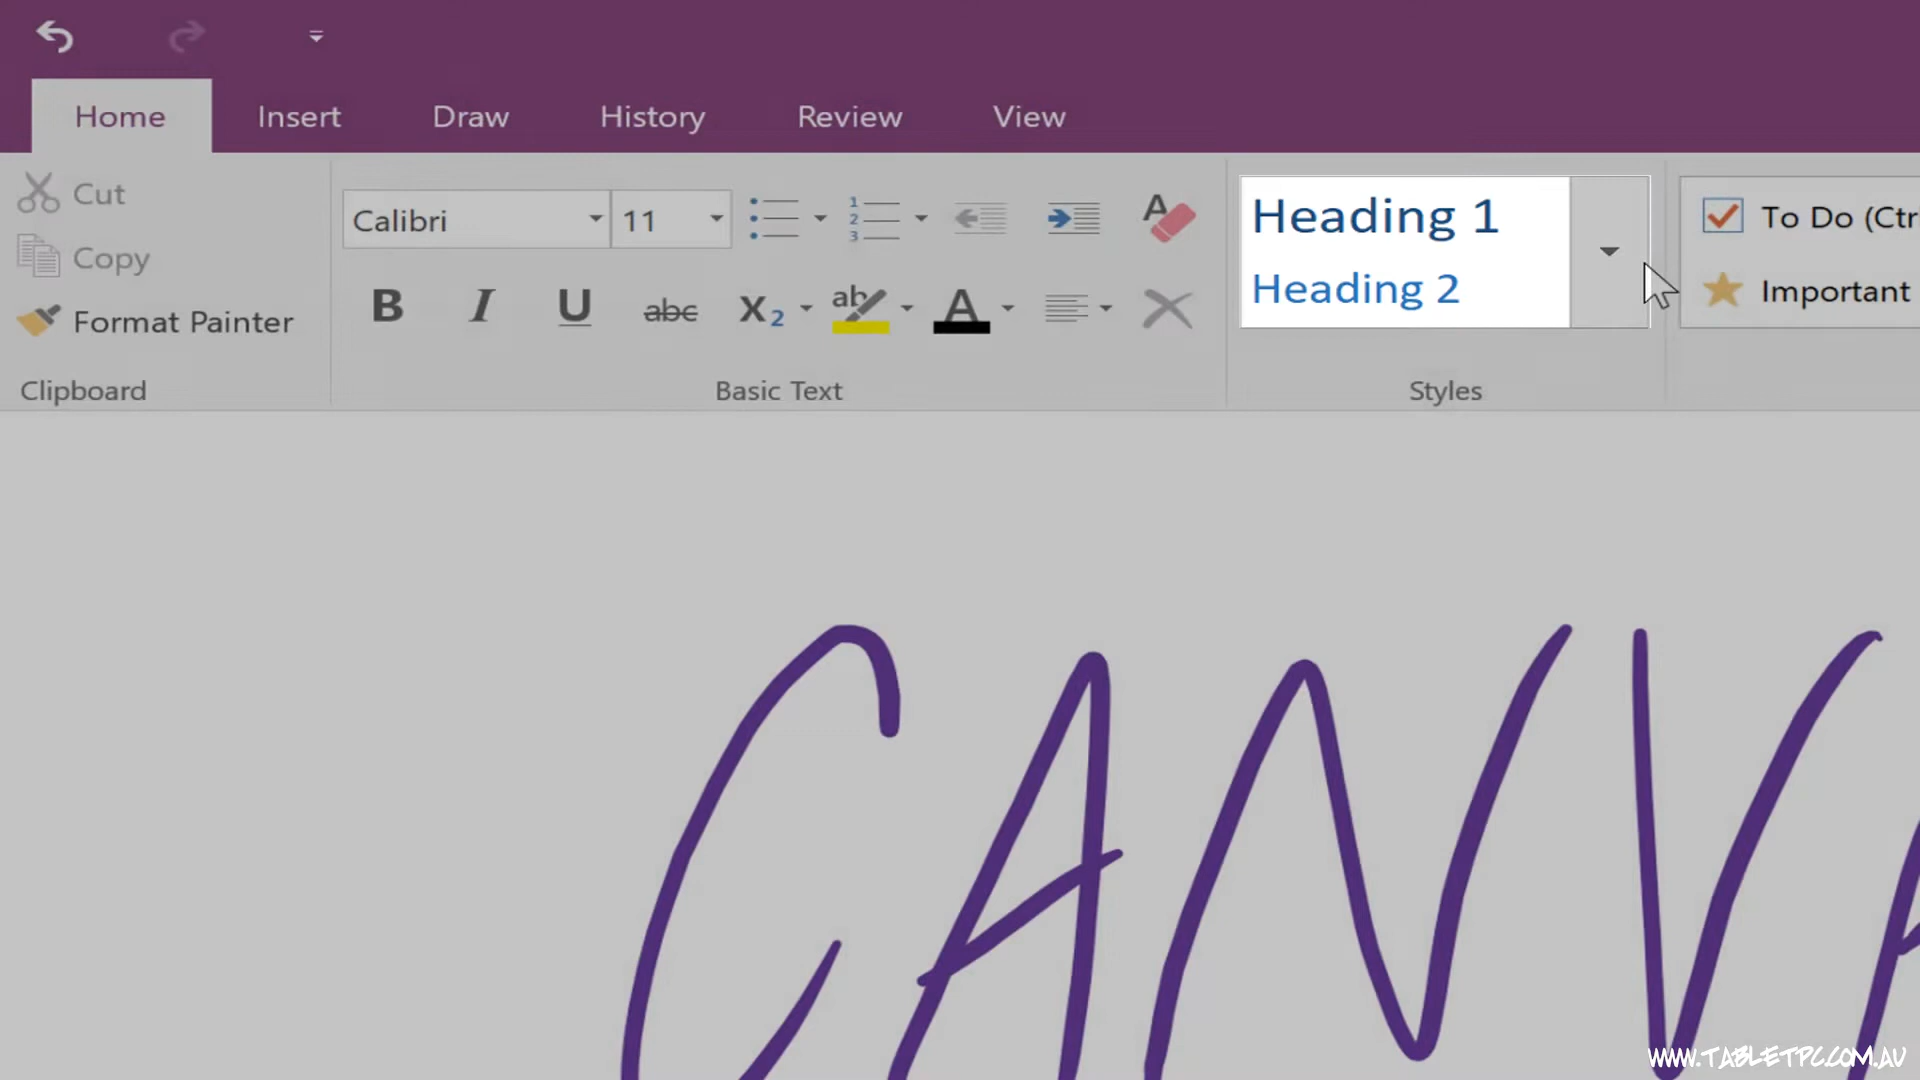 Home Insert Draw History Review View
Cut
Copy
Format Painter
Clipboard
Calibri 11
B I U abc X2 ab A
Basic Text
Heading 1
Heading 2
Styles
To Do (Ctr
Important
CANVA
WWW.TABLETPC.COM.AU